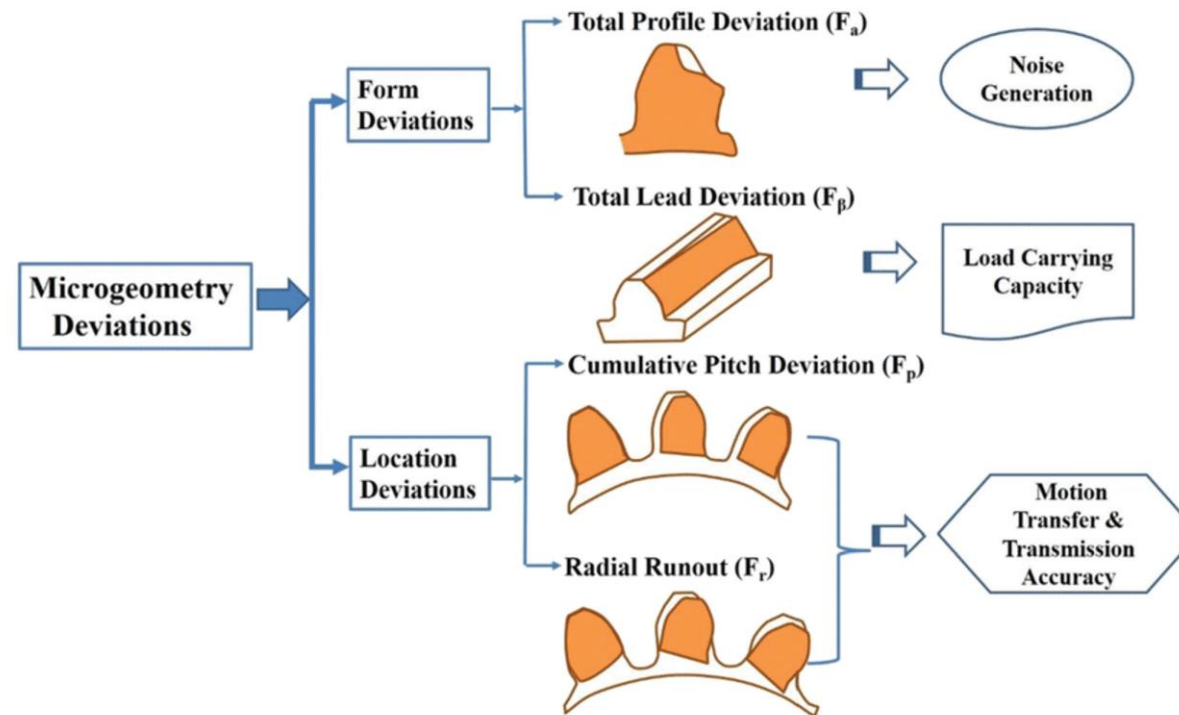 Microgeometry
Deviations
Form
Deviations
Total Profile Deviation (Fₐ)
Noise
Generation
Total Lead Deviation (Fᵦ)
Load Carrying
Capacity
Location
Deviations
Cumulative Pitch Deviation (Fₚ)
Radial Runout (Fᵣ)
Motion
Transfer &
Transmission
Accuracy